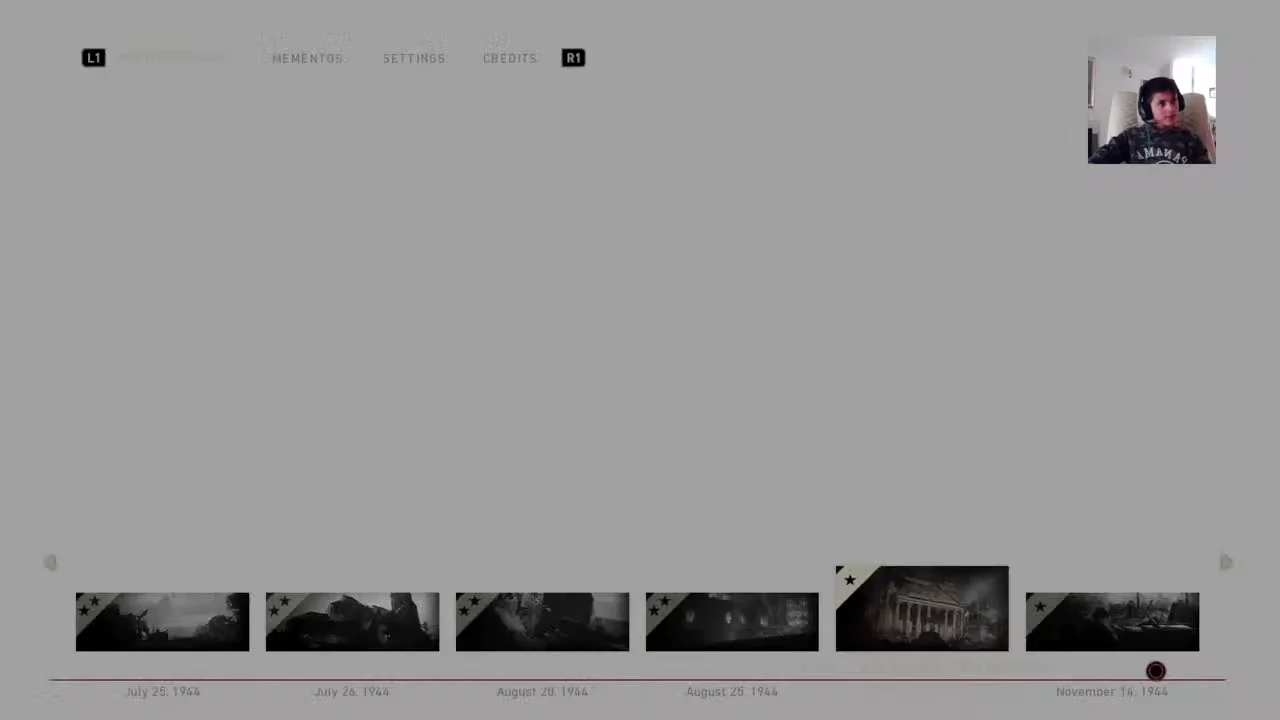 L1 MEMENTOS SETTINGS CREDITS R1
PANAMA
July 25, 1944 July 26, 1944 August 20, 1944 August 25, 1944 November 14, 1944